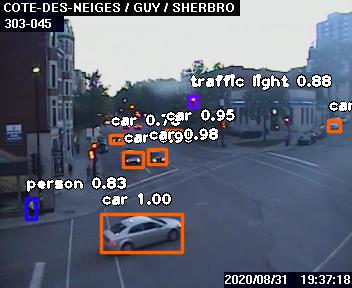 COTE-DES-NEIGES / GUY / SHERBRO
303-045
traffic light 0.88
car
car 0.95
car 0.98
person 0.83
car 1.00
2020/08/31 19:37:18